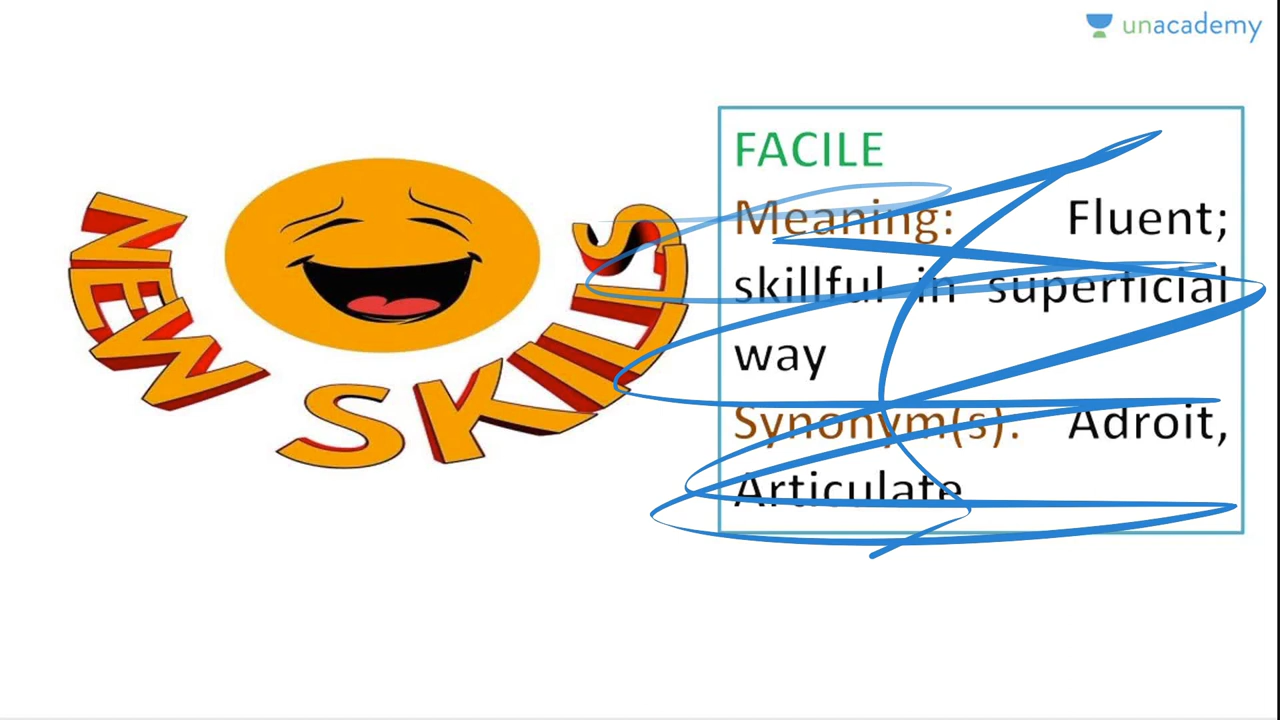 unacademy
NEW SKILLS
FACILE
Meaning: Fluent;
skillful in superficial
way
Synonym(s): Adroit,
Articulate